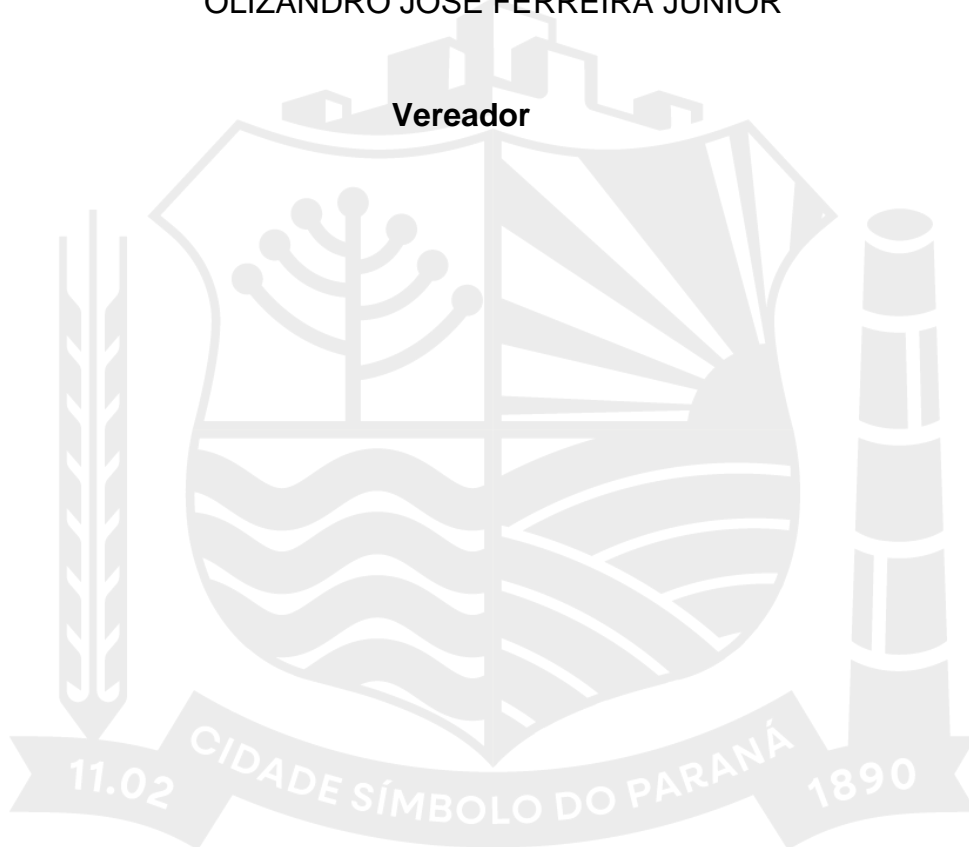 OLIZANDRO JOSÉ FERREIRA JÚNIOR
Vereador
11.02
CIDADE SÍMBOLO DO PARANÁ
1890